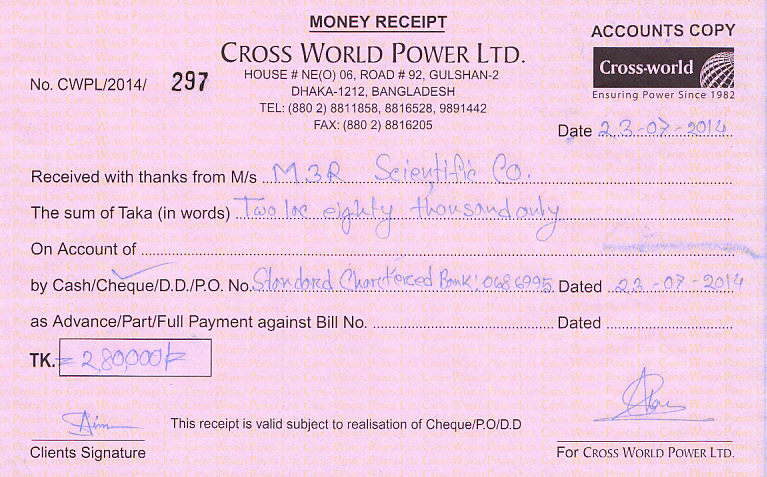 MONEY RECEIPT
ACCOUNTS COPY
CROSS WORLD POWER LTD.
HOUSE # NE(O) 06, ROAD # 92, GULSHAN-2
DHAKA-1212, BANGLADESH
TEL: (880 2) 8811858, 8816528, 9891442
FAX: (880 2) 8816205
Cross-world
Ensuring Power Since 1982
No. CWPL/2014/ 297
Date 23-07-2014
Received with thanks from M/s M3R Scientific Co.
The sum of Taka (in words) Two lac eighty thousand only
On Account of
by Cash/Cheque/D.D./P.O. No. Standard Chartered Bank: 0686995 Dated 23-07-2014
as Advance/Part/Full Payment against Bill No. Dated
TK. = 2,80,000/=
This receipt is valid subject to realisation of Cheque/P.O/D.D
Clients Signature
For CROSS WORLD POWER LTD.